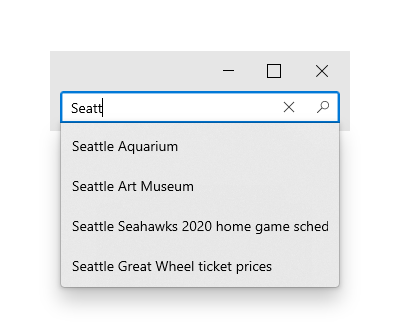 Seatt
Seattle Aquarium
Seattle Art Museum
Seattle Seahawks 2020 home game sched
Seattle Great Wheel ticket prices